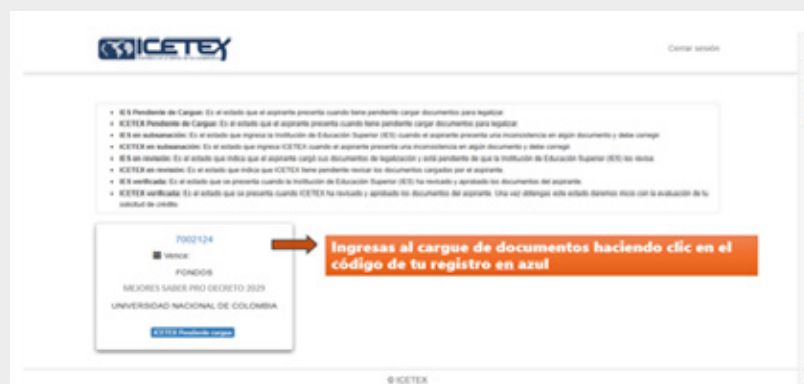 ICETEX
Cerrar sesión
• IES Pendiente de Cargue: Es el estado que el aspirante presenta cuando tiene pendiente cargar documentos para legalizar.
• ICETEX Pendiente de Cargue: Es el estado que el aspirante presenta cuando tiene pendiente cargar documentos para legalizar.
• IES en subsanación: Es el estado que ingresa la Institución de Educación Superior (IES) cuando el aspirante presenta una inconsistencia en algún documento y debe corregir
• ICETEX en subsanación: Es el estado que ingresa ICETEX cuando el aspirante presenta una inconsistencia en algún documento y debe corregir.
• IES en revisión: Es el estado que indica que el aspirante cargó sus documentos de legalización y está pendiente de que la Institución de Educación Superior (IES) los revise.
• ICETEX en revisión: Es el estado que indica que ICETEX tiene pendiente revisar los documentos cargados por el aspirante.
• IES verificada: Es el estado que se presenta cuando la Institución de Educación Superior (IES) ha revisado y aprobado los documentos del aspirante.
• ICETEX verificada: Es el estado que se presenta cuando ICETEX ha revisado y aprobado los documentos del aspirante. Una vez obtengas este estado daremos inicio con la evaluación de tu
solicitud de crédito.
7002124
Vence:
FONDOS
MEJORES SABER PRO DECRETO 2029
UNIVERSIDAD NACIONAL DE COLOMBIA
ICETEX Pendiente cargue
Ingresas al cargue de documentos haciendo clic en el
código de tu registro en azul
© ICETEX